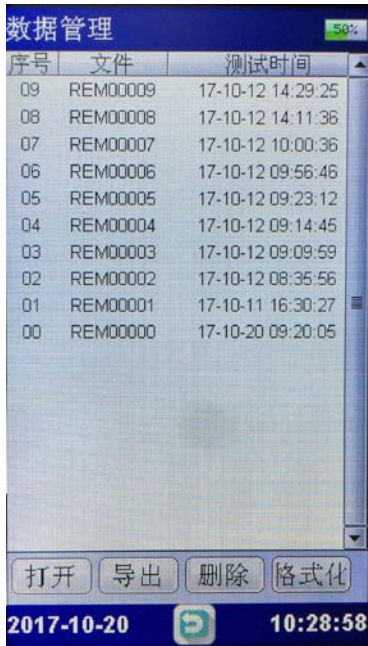 数据管理 50%
序号 文件 测试时间
09 REM00009 17-10-12 14:29:25
08 REM00008 17-10-12 14:11:36
07 REM00007 17-10-12 10:00:36
06 REM00006 17-10-12 09:56:46
05 REM00005 17-10-12 09:23:12
04 REM00004 17-10-12 09:14:45
03 REM00003 17-10-12 09:09:59
02 REM00002 17-10-12 08:35:56
01 REM00001 17-10-11 16:30:27
00 REM00000 17-10-20 09:20:05
打开 导出 删除 格式化
2017-10-20 10:28:58